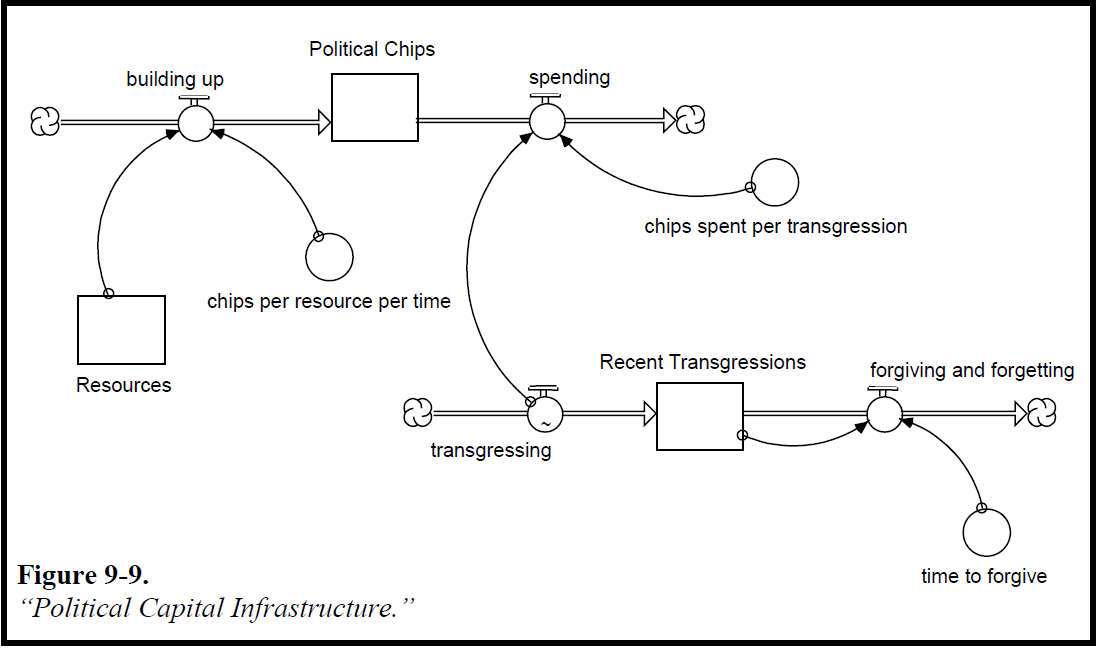 Political Chips
building up
spending
chips spent per transgression
chips per resource per time
Resources
Recent Transgressions
forgiving and forgetting
~
transgressing
time to forgive
Figure 9-9.
“Political Capital Infrastructure.”